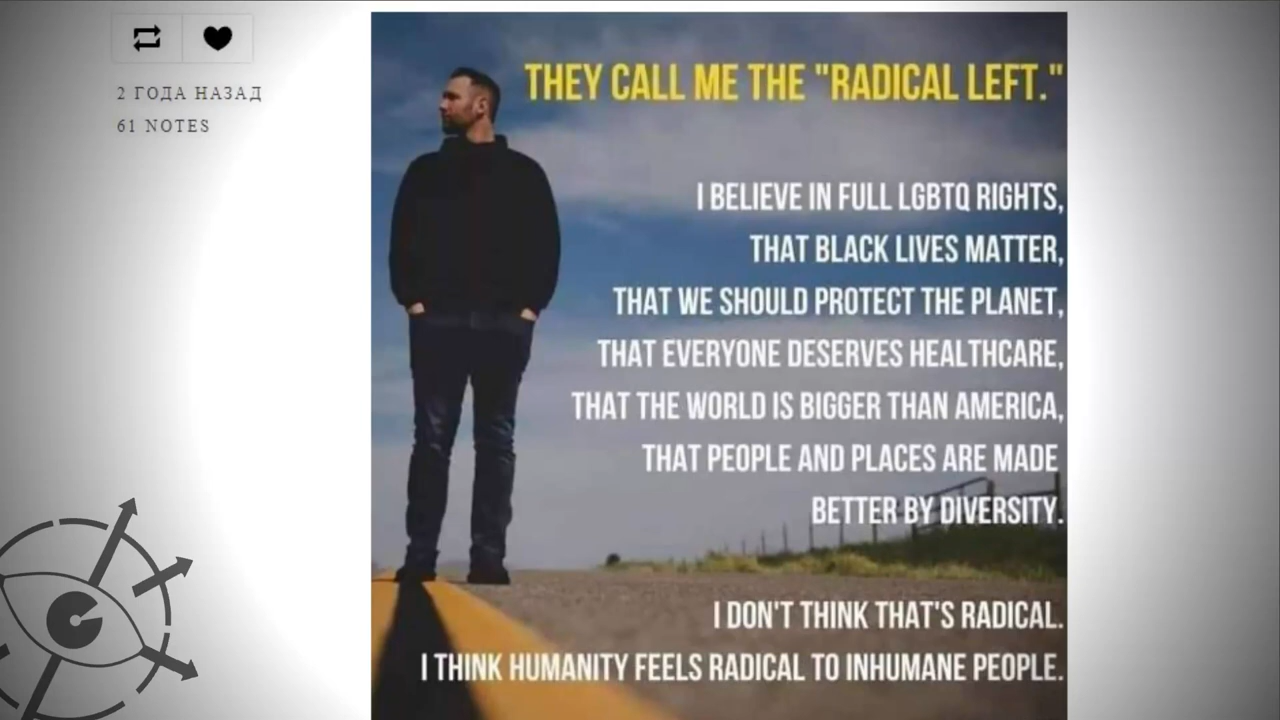 2 ГОДА НАЗАД
61 NOTES
THEY CALL ME THE "RADICAL LEFT."
I BELIEVE IN FULL LGBTQ RIGHTS,
THAT BLACK LIVES MATTER,
THAT WE SHOULD PROTECT THE PLANET,
THAT EVERYONE DESERVES HEALTHCARE,
THAT THE WORLD IS BIGGER THAN AMERICA,
THAT PEOPLE AND PLACES ARE MADE
BETTER BY DIVERSITY.
I DON'T THINK THAT'S RADICAL.
I THINK HUMANITY FEELS RADICAL TO INHUMANE PEOPLE.